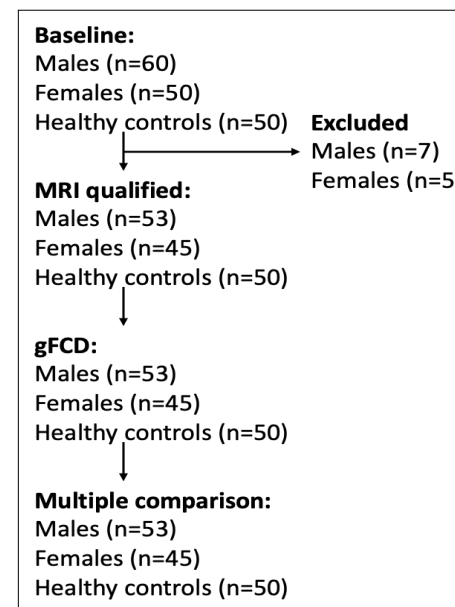 Baseline:
Males (n=60)
Females (n=50)
Healthy controls (n=50)
Excluded
Males (n=7)
Females (n=5
MRI qualified:
Males (n=53)
Females (n=45)
Healthy controls (n=50)
gFCD:
Males (n=53)
Females (n=45)
Healthy controls (n=50)
Multiple comparison:
Males (n=53)
Females (n=45)
Healthy controls (n=50)